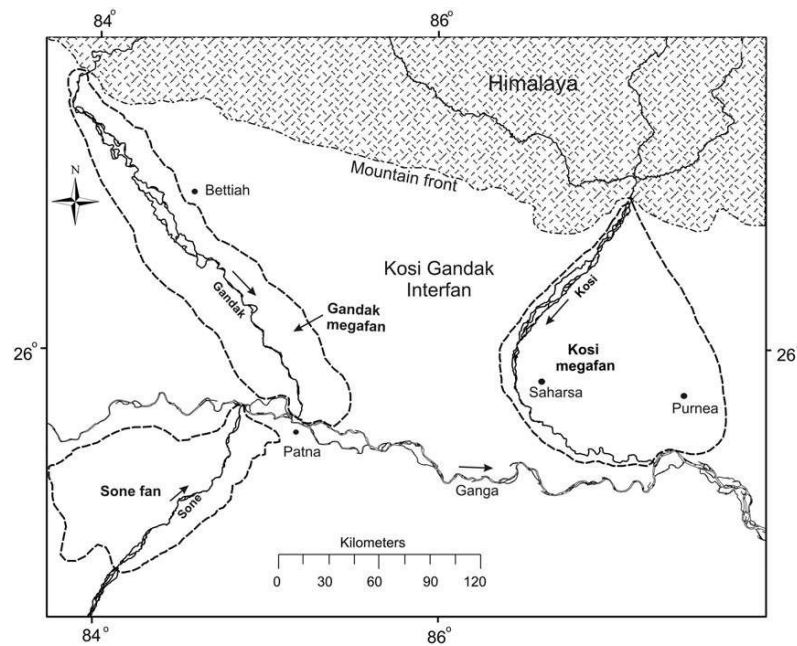 84°
86°
Himalaya
N
Mountain front
Bettiah
Kosi Gandak
Interfan
Kosi
Gandak
Gandak
megafan
26°
26°
Kosi
megafan
Saharsa
Purnea
Patna
Sone fan
Sone
Ganga
Kilometers
0 30 60 90 120
84°
86°